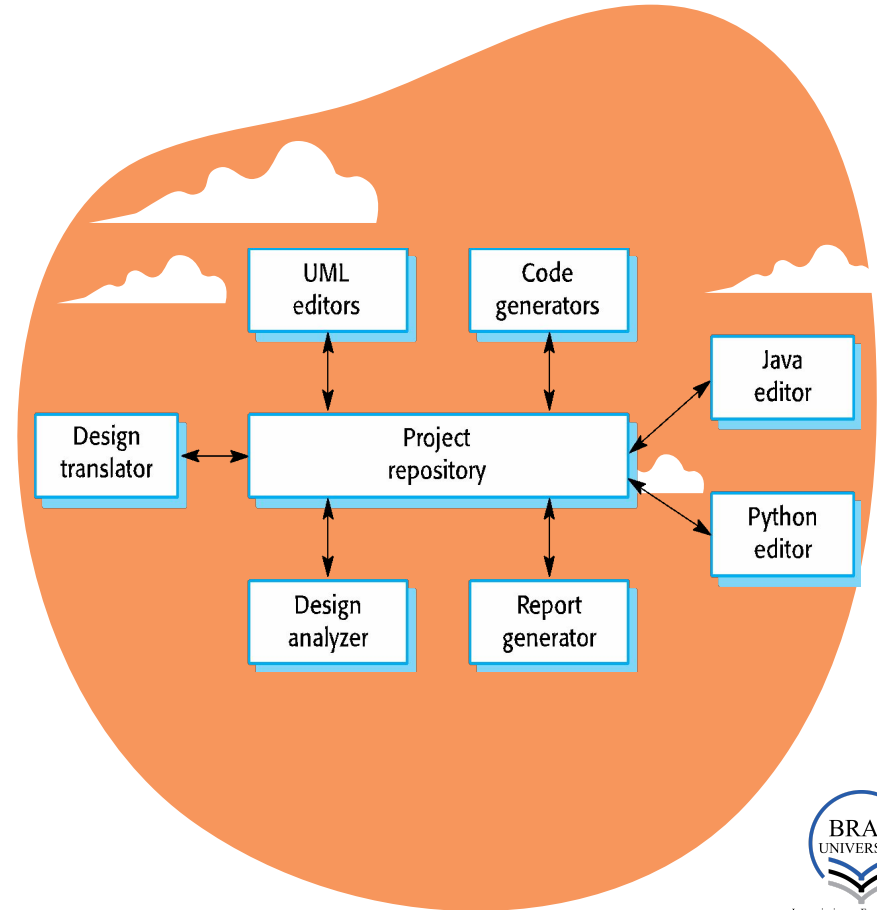 UML
editors
Code
generators
Java
editor
Design
translator
Project
repository
Python
editor
Design
analyzer
Report
generator
BRA
UNIVERS